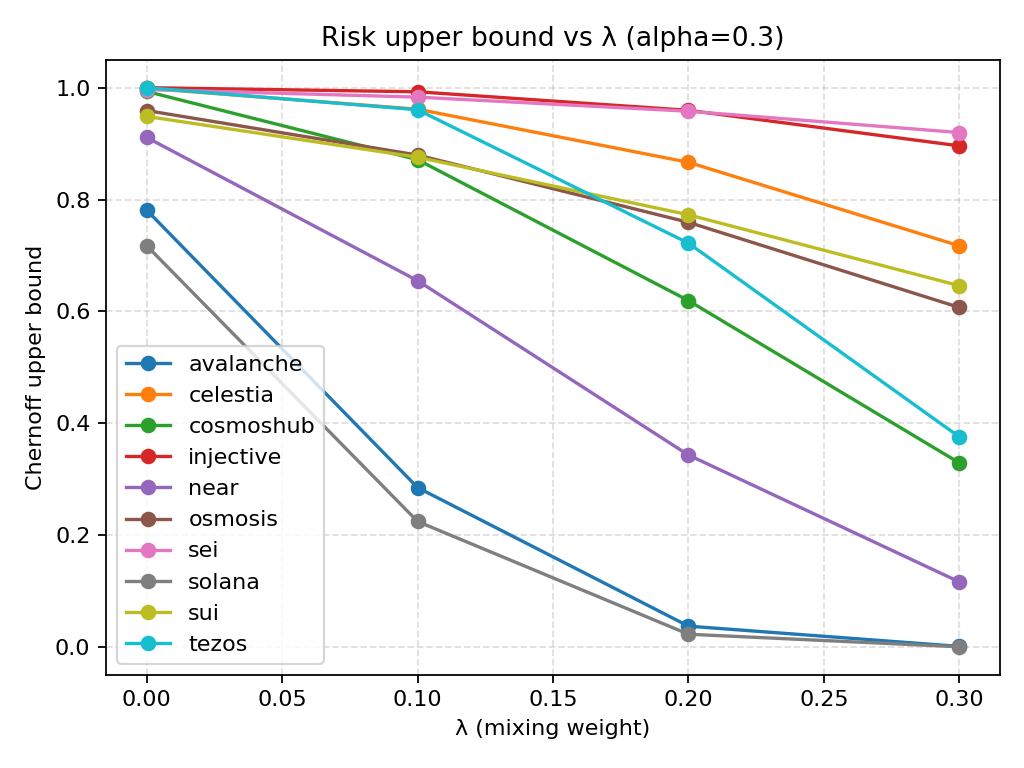 Risk upper bound vs λ (alpha=0.3)
Chernoff upper bound
1.0
0.8
0.6
0.4
0.2
0.0
avalanche
celestia
cosmoshub
injective
near
osmosis
sei
solana
sui
tezos
0.00 0.05 0.10 0.15 0.20 0.25 0.30
λ (mixing weight)